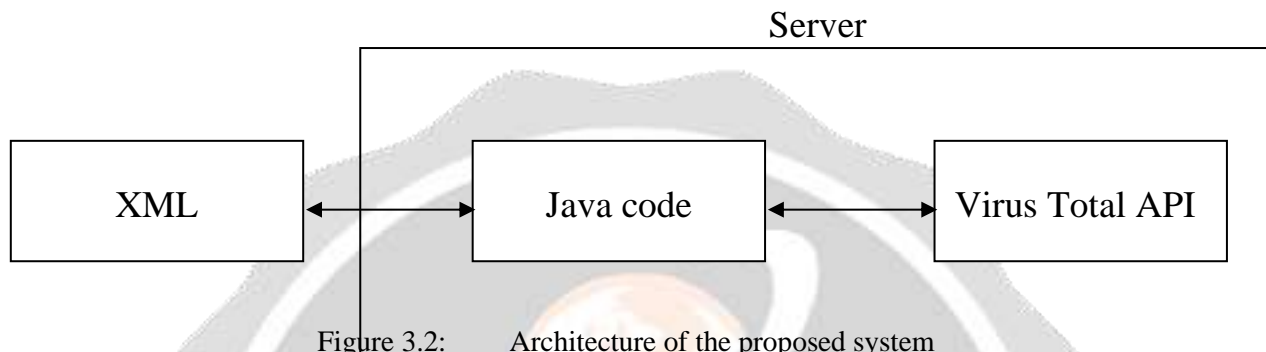 Server
XML
Java code
Virus Total API
Figure 3.2: Architecture of the proposed system